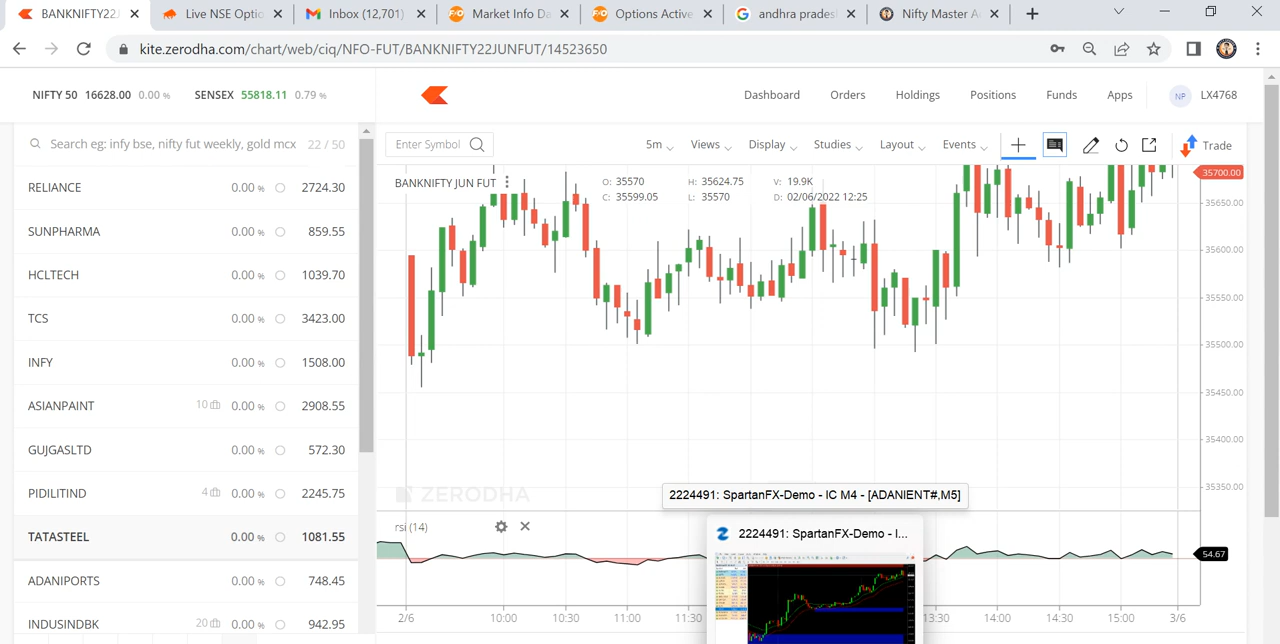 BANKNIFTY22J
Live NSE Optio
Inbox (12,701)
Market Info Da
Options Active
andhra prades
Nifty Master A
kite.zerodha.com/chart/web/ciq/NFO-FUT/BANKNIFTY22JUNFUT/14523650
NIFTY 50 16628.00 0.00 %
SENSEX 55818.11 0.79 %
Dashboard
Orders
Holdings
Positions
Funds
Apps
NP
LX4768
Search eg: infy bse, nifty fut weekly, gold mcx
22 / 50
Enter Symbol
5m
Views
Display
Studies
Layout
Events
Trade
RELIANCE 0.00 % 2724.30
SUNPHARMA 0.00 % 859.55
HCLTECH 0.00 % 1039.70
TCS 0.00 % 3423.00
INFY 0.00 % 1508.00
ASIANPAINT 10 0.00 % 2908.55
GUJGASLTD 0.00 % 572.30
PIDILITIND 4 0.00 % 2245.75
TATASTEEL 0.00 % 1081.55
ADANIPORTS 0.00 % 748.45
INDUSINDBK 20 0.00 % 942.95
BANKNIFTY JUN FUT
O: 35570
H: 35624.75
V: 19.9K
C: 35599.05
L: 35570
D: 02/06/2022 12:25
35700.00
35650.00
35600.00
35550.00
35500.00
35450.00
35400.00
35350.00
ZERODHA
2224491: SpartanFX-Demo - IC M4 - [ADANIENT#,M5]
rsi (14)
2224491: SpartanFX-Demo - I...
54.67
2/6
10:00
10:30
11:00
11:30
13:30
14:00
14:30
15:00
3/6